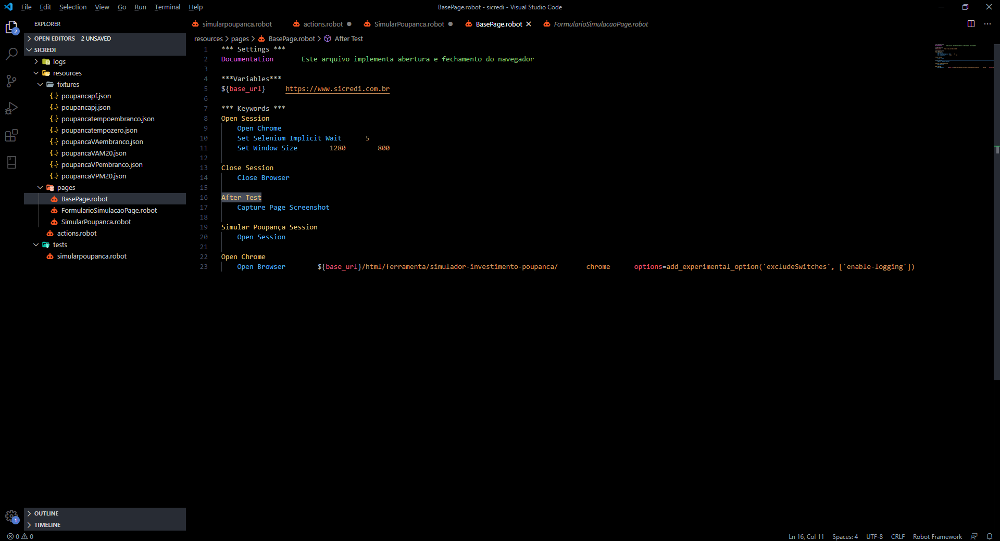 File Edit Selection View Go Run Terminal Help
BasePage.robot - sicredi - Visual Studio Code
EXPLORER
OPEN EDITORS 2 UNSAVED
SICREDI
logs
resources
fixtures
poupancapf.json
poupancapj.json
poupancatempoembranco.json
poupancatempozero.json
poupancaVAembranco.json
poupancaVAM20.json
poupancaVPembranco.json
poupancaVPM20.json
pages
BasePage.robot
FormularioSimulacaoPage.robot
SimularPoupanca.robot
actions.robot
tests
simularpoupanca.robot
OUTLINE
TIMELINE
2
1
simularpoupanca.robot actions.robot SimularPoupanca.robot BasePage.robot FormularioSimulacaoPage.robot
resources > pages > BasePage.robot > After Test
1 *** Settings ***
2 Documentation Este arquivo implementa abertura e fechamento do navegador
3
4 ***Variables***
5 ${base_url} https://www.sicredi.com.br
6
7 *** Keywords ***
8 Open Session
9 Open Chrome
10 Set Selenium Implicit Wait 5
11 Set Window Size 1280 800
12
13 Close Session
14 Close Browser
15
16 After Test
17 Capture Page Screenshot
18
19 Simular Poupança Session
20 Open Session
21
22 Open Chrome
23 Open Browser ${base_url}/html/ferramenta/simulador-investimento-poupanca/ chrome options=add_experimental_option('excludeSwitches', ['enable-logging'])
0 0
Ln 16, Col 11 Spaces: 4 UTF-8 CRLF Robot Framework